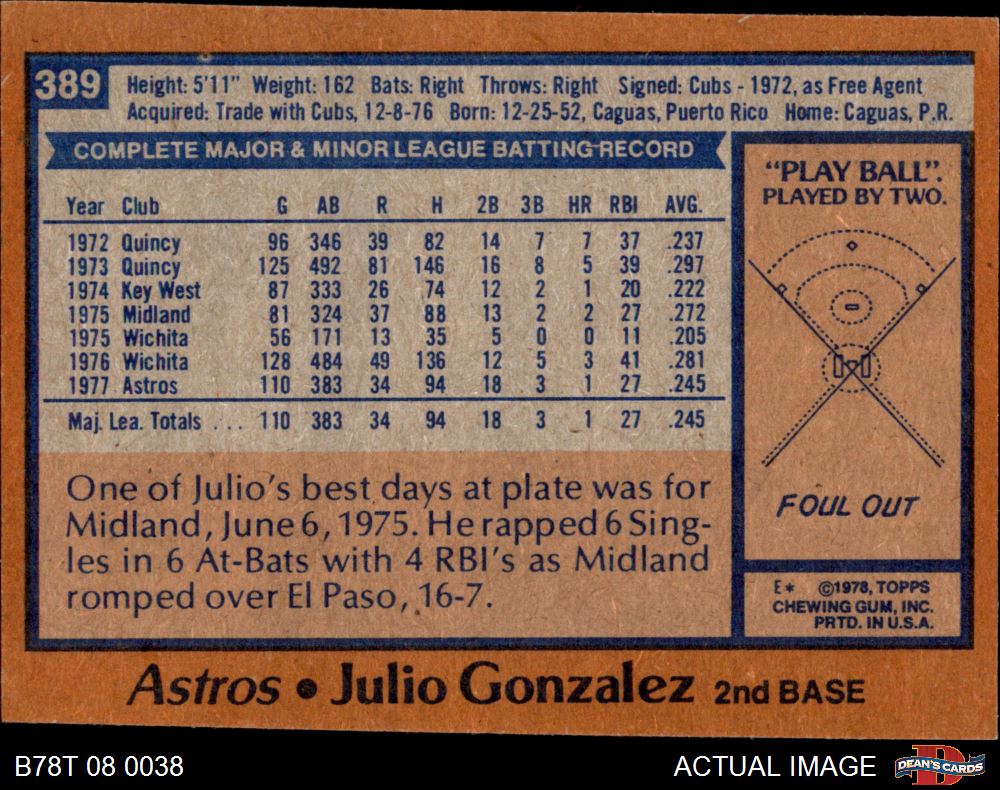 389
Height: 5'11" Weight: 162 Bats: Right Throws: Right Signed: Cubs - 1972, as Free Agent
Acquired: Trade with Cubs, 12-8-76 Born: 12-25-52, Caguas, Puerto Rico Home: Caguas, P.R.
COMPLETE MAJOR & MINOR LEAGUE BATTING RECORD
Year Club G AB R H 2B 3B HR RBI AVG.
1972 Quincy 96 346 39 82 14 7 7 37 .237
1973 Quincy 125 492 81 146 16 8 5 39 .297
1974 Key West 87 333 26 74 12 2 1 20 .222
1975 Midland 81 324 37 88 13 2 2 27 .272
1975 Wichita 56 171 13 35 5 0 0 11 .205
1976 Wichita 128 484 49 136 12 5 3 41 .281
1977 Astros 110 383 34 94 18 3 1 27 .245
Maj. Lea. Totals ... 110 383 34 94 18 3 1 27 .245
One of Julio's best days at plate was for
Midland, June 6, 1975. He rapped 6 Sing-
les in 6 At-Bats with 4 RBI's as Midland
romped over El Paso, 16-7.
"PLAY BALL".
PLAYED BY TWO.
FOUL OUT
E* ©1978, TOPPS
CHEWING GUM, INC.
PRTD. IN U.S.A.
Astros • Julio Gonzalez 2nd BASE
B78T 08 0038
ACTUAL IMAGE
D
DEAN'S CARDS